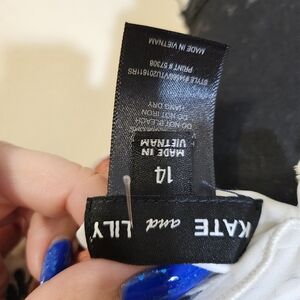 KATE and LILY
14
MADE IN
VIETNAM
HANG DRY
DO NOT IRON
DO NOT BLEACH
PRINT # 57308
MADE IN VIETNAM